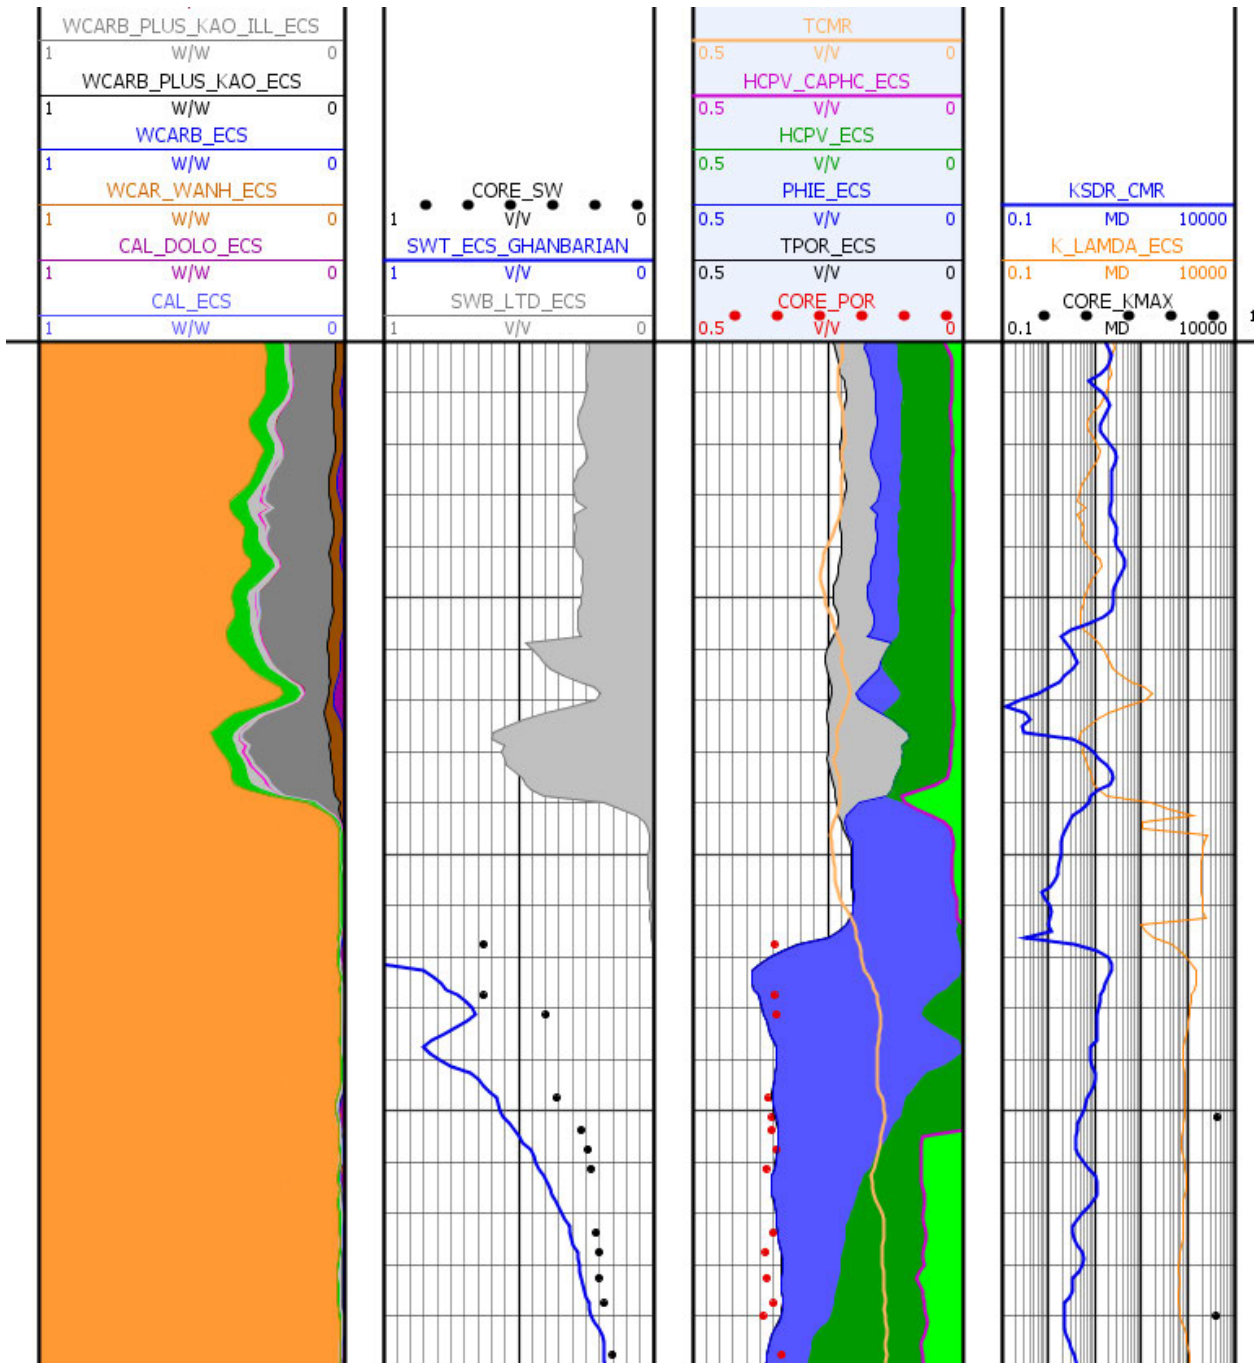 WCARB_PLUS_KAO_ILL_ECS
1 W/W 0
WCARB_PLUS_KAO_ECS
1 W/W 0
WCARB_ECS
1 W/W 0
WCAR_WANH_ECS
1 W/W 0
CAL_DOLO_ECS
1 W/W 0
CAL_ECS
1 W/W 0
CORE_SW
1 V/V 0
SWT_ECS_GHANBARIAN
1 V/V 0
SWB_LTD_ECS
1 V/V 0
TCMR
0.5 V/V 0
HCPV_CAPHC_ECS
0.5 V/V 0
HCPV_ECS
0.5 V/V 0
PHIE_ECS
0.5 V/V 0
TPOR_ECS
0.5 V/V 0
CORE_POR
0.5 V/V 0
KSDR_CMR
0.1 MD 10000
K_LAMDA_ECS
0.1 MD 10000
CORE_KMAX
0.1 MD 10000
1